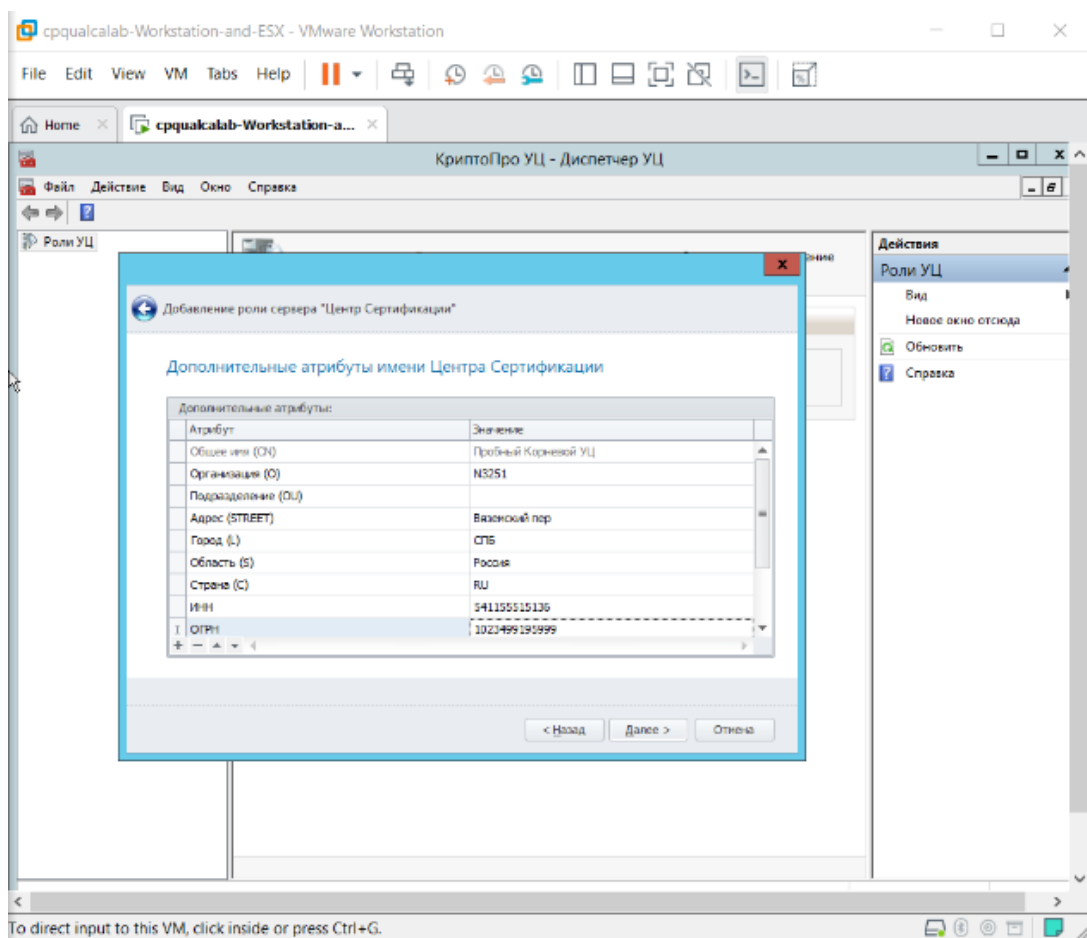 cpqualcalab-Workstation-and-ESX - VMware Workstation
File Edit View VM Tabs Help
Home
cpqualcalab-Workstation-a...
КриптоПро УЦ - Диспетчер УЦ
Файл Действие Вид Окно Справка
Роли УЦ
ение
Добавление роли сервера "Центр Сертификации"
Дополнительные атрибуты имени Центра Сертификации
Дополнительные атрибуты:
Атрибут Значение
Общее имя (CN) Пробный Корневой УЦ
Организация (O) N3251
Подразделение (OU)
Адрес (STREET) Вяземский пер
Город (L) СПБ
Область (S) Россия
Страна (C) RU
ИНН 541155515136
ОГРН 1023499195999
< Назад Далее > Отмена
Действия
Роли УЦ
Вид
Новое окно отсюда
Обновить
Справка
To direct input to this VM, click inside or press Ctrl+G.